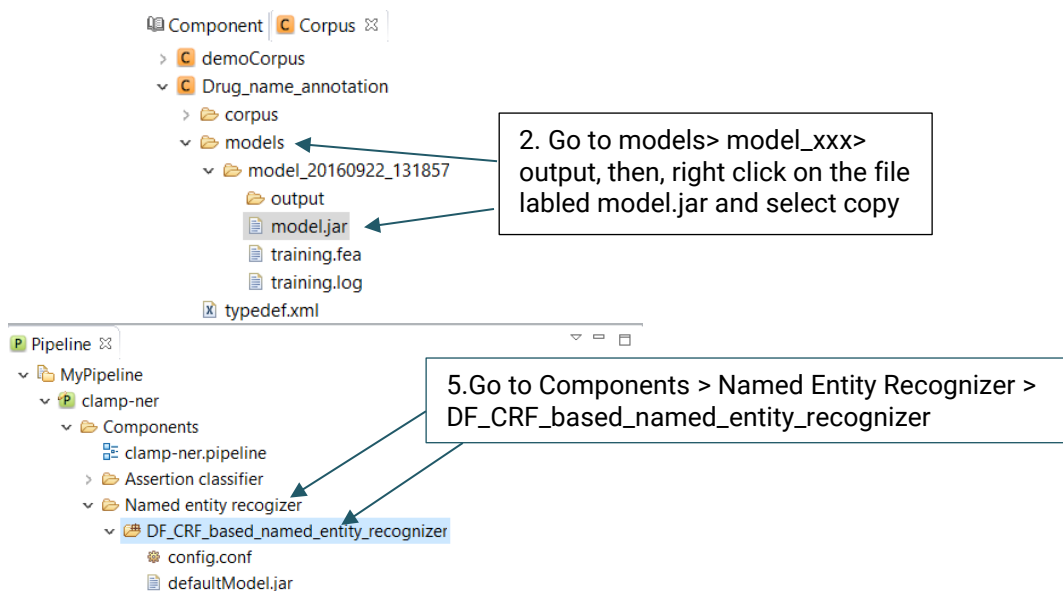 Component Corpus
demoCorpus
Drug_name_annotation
corpus
models
model_20160922_131857
output
model.jar
training.fea
training.log
typedef.xml
2. Go to models> model_xxx>
output, then, right click on the file
labled model.jar and select copy
Pipeline
MyPipeline
clamp-ner
Components
clamp-ner.pipeline
Assertion classifier
Named entity recogizer
DF_CRF_based_named_entity_recognizer
config.conf
defaultModel.jar
5.Go to Components > Named Entity Recognizer >
DF_CRF_based_named_entity_recognizer